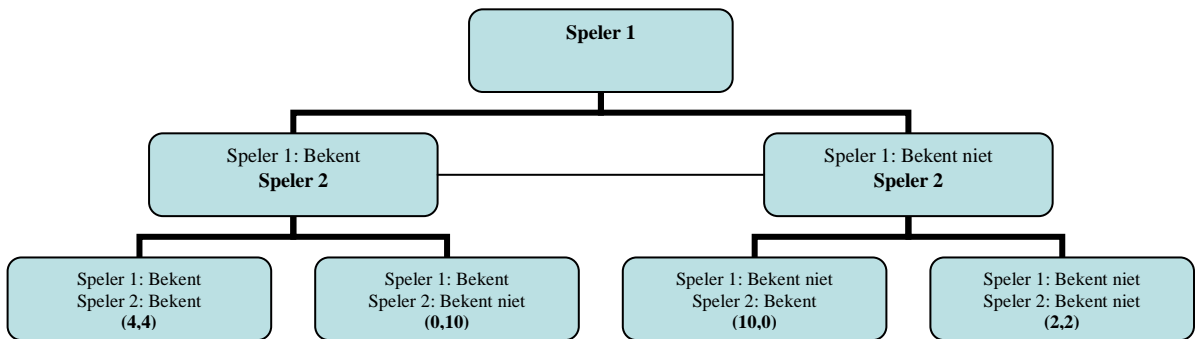 Speler 1
Speler 1: Bekent
Speler 2
Speler 1: Bekent niet
Speler 2
Speler 1: Bekent
Speler 2: Bekent
(4,4)
Speler 1: Bekent
Speler 2: Bekent niet
(0,10)
Speler 1: Bekent niet
Speler 2: Bekent
(10,0)
Speler 1: Bekent niet
Speler 2: Bekent niet
(2,2)